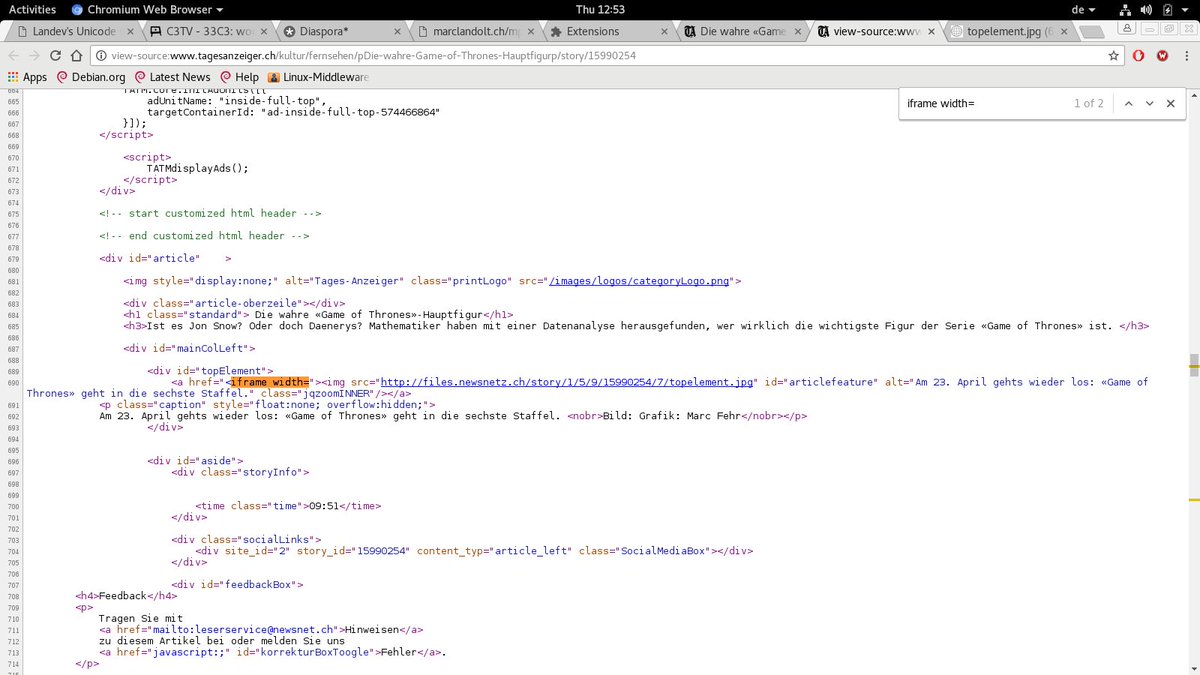 Activities Chromium Web Browser Thu 12:53 de
Landev's Unicode C3TV - 33C3: wo Diaspora* marclandolt.ch/mp Extensions Die wahre «Game view-source:www topelement.jpg (6
view-source:www.tagesanzeiger.ch/kultur/fernsehen/pDie-wahre-Game-of-Thrones-Hauptfigurp/story/15990254
Apps Debian.org Latest News Help Linux-Middleware
iframe width= 1 of 2
664 TATM.Core.initAdUnits([{
665 adUnitName: "inside-full-top",
666 targetContainerId: "ad-inside-full-top-574466864"
667 }]);
668 </script>
669
670 <script>
671 TATMdisplayAds();
672 </script>
673 </div>
674
675 <!-- start customized html header -->
676
677 <!-- end customized html header -->
678
679 <div id="article" >
680
681 <img style="display:none;" alt="Tages-Anzeiger" class="printLogo" src="/images/logos/categoryLogo.png">
682
683 <div class="article-oberzeile"></div>
684 <h1 class="standard"> Die wahre «Game of Thrones»-Hauptfigur</h1>
685 <h3>Ist es Jon Snow? Oder doch Daenerys? Mathematiker haben mit einer Datenanalyse herausgefunden, wer wirklich die wichtigste Figur der Serie «Game of Thrones» ist. </h3>
686
687 <div id="mainColLeft">
688
689 <div id="topElement">
690 <a href="<iframe width="><img src="http://files.newsnetz.ch/story/1/5/9/15990254/7/topelement.jpg" id="articlefeature" alt="Am 23. April gehts wieder los: «Game of
Thrones» geht in die sechste Staffel." class="jqzoomINNER"/></a>
691 <p class="caption" style="float:none; overflow:hidden;">
692 Am 23. April gehts wieder los: «Game of Thrones» geht in die sechste Staffel. <nobr>Bild: Grafik: Marc Fehr</nobr></p>
693 </div>
694
695
696 <div id="aside">
697 <div class="storyInfo">
698
699
700 <time class="time">09:51</time>
701 </div>
702
703 <div class="socialLinks">
704 <div site_id="2" story_id="15990254" content_typ="article_left" class="SocialMediaBox"></div>
705 </div>
706
707 <div id="feedbackBox">
708 <h4>Feedback</h4>
709 <p>
710 Tragen Sie mit
711 <a href="mailto:leserservice@newsnet.ch">Hinweisen</a>
712 zu diesem Artikel bei oder melden Sie uns
713 <a href="javascript:;" id="korrekturBoxToogle">Fehler</a>.
714 </p>